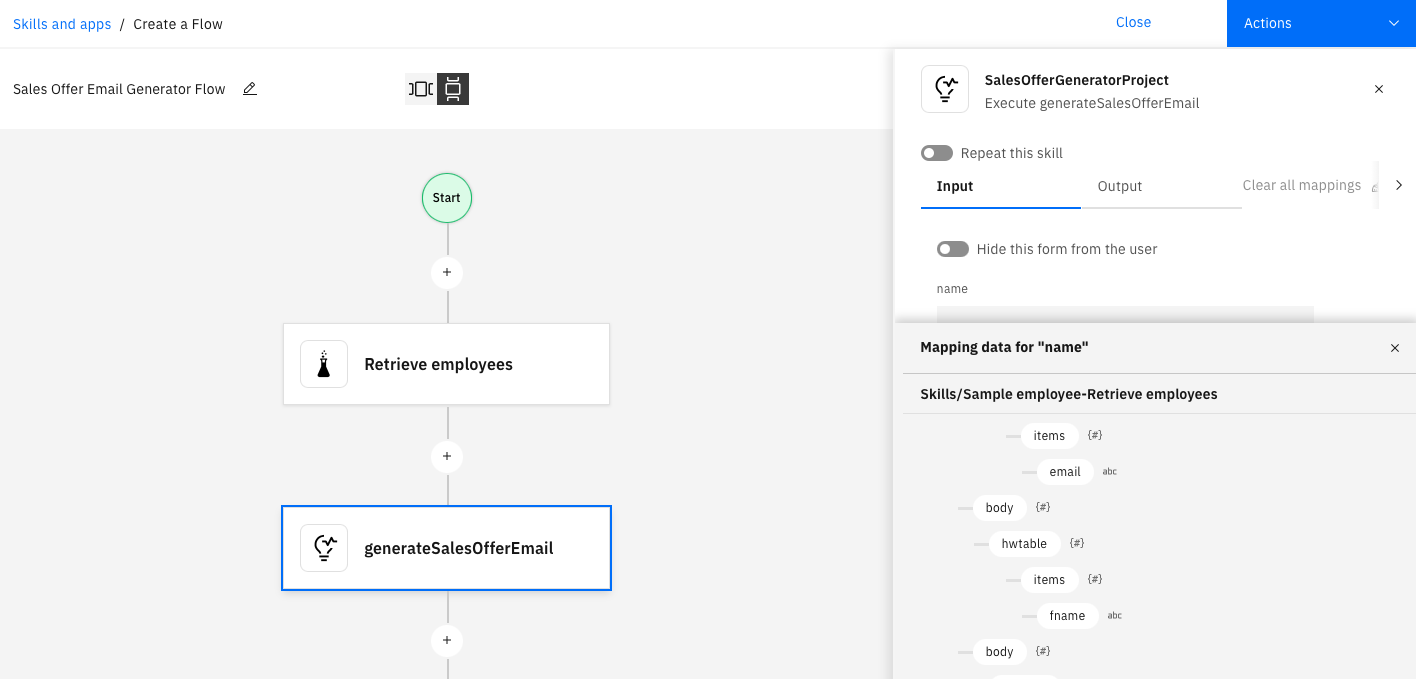 Skills and apps / Create a Flow
Close
Actions
Sales Offer Email Generator Flow
Start
+
Retrieve employees
+
generateSalesOfferEmail
+
SalesOfferGeneratorProject
Execute generateSalesOfferEmail
Repeat this skill
Input
Output
Clear all mappings
Hide this form from the user
name
Mapping data for "name"
Skills/Sample employee-Retrieve employees
items {#}
email abc
body {#}
hwtable {#}
items {#}
fname abc
body {#}